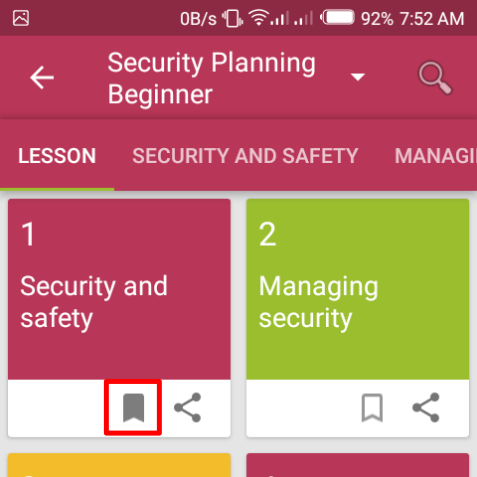 0B/s 92% 7:52 AM
Security Planning
Beginner
LESSON SECURITY AND SAFETY MANAGI
1
Security and
safety
2
Managing
security